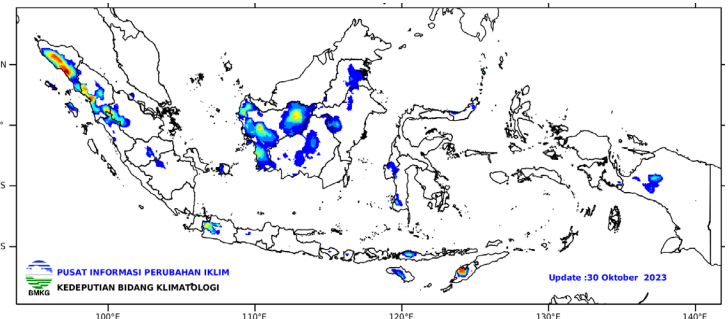 N
°
S
S
PUSAT INFORMASI PERUBAHAN IKLIM
KEDEPUTIAN BIDANG KLIMATOLOGI
BMKG
Update :30 Oktober 2023
100°E 110°E 120°E 130°E 140°E